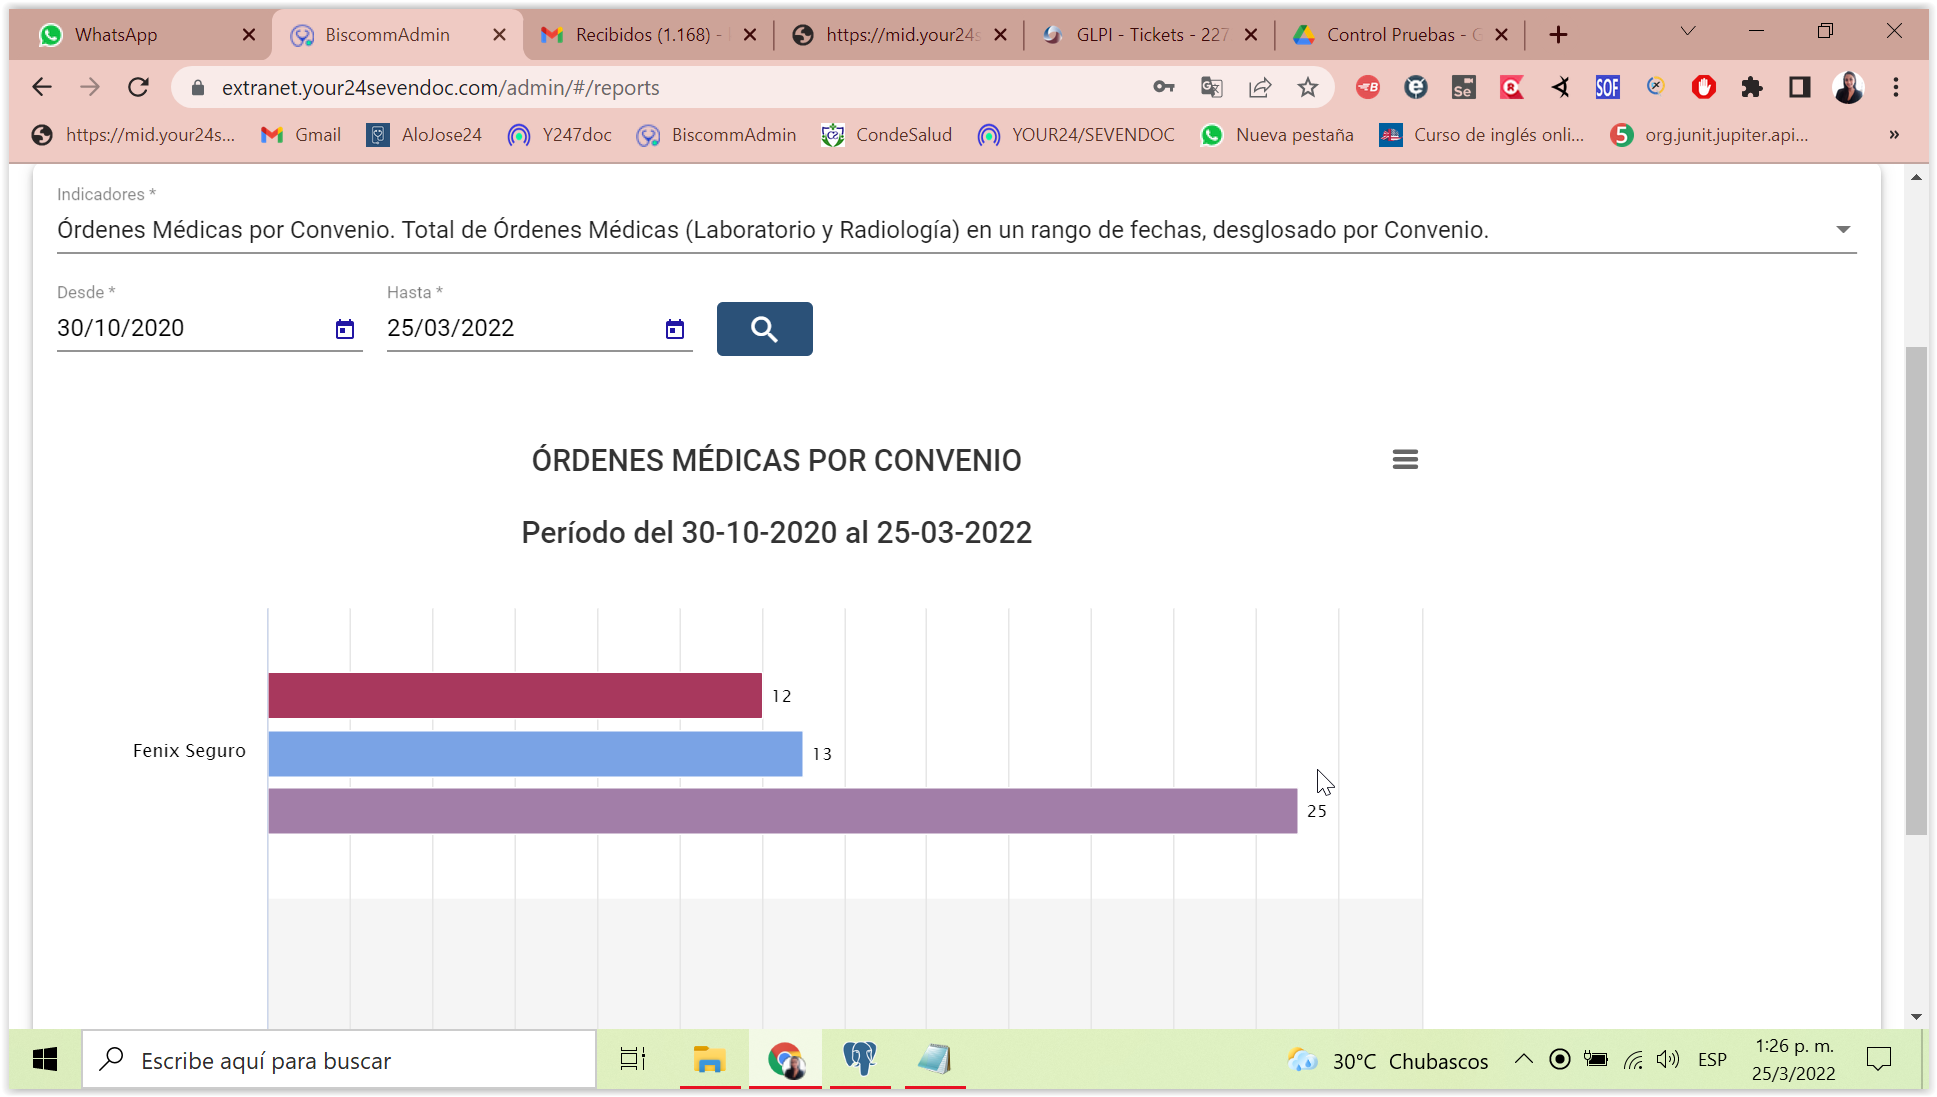 WhatsApp
BiscommAdmin
Recibidos (1.168) -
https://mid.your24s
GLPI - Tickets - 227
Control Pruebas - G
extranet.your24sevendoc.com/admin/#/reports
https://mid.your24s...
Gmail
AloJose24
Y247doc
BiscommAdmin
CondeSalud
YOUR24/SEVENDOC
Nueva pestaña
Curso de inglés onli...
org.junit.jupiter.api...
»
Indicadores *
Órdenes Médicas por Convenio. Total de Órdenes Médicas (Laboratorio y Radiología) en un rango de fechas, desglosado por Convenio.
Desde *
Hasta *
30/10/2020
25/03/2022
ÓRDENES MÉDICAS POR CONVENIO
Período del 30-10-2020 al 25-03-2022
12
Fenix Seguro
13
25
Escribe aquí para buscar
30°C Chubascos
ESP
1:26 p. m.
25/3/2022